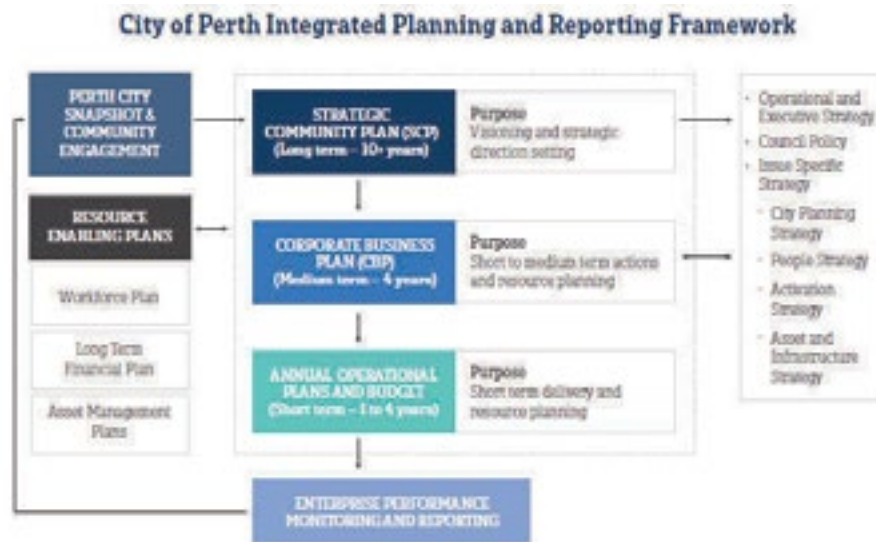 City of Perth Integrated Planning and Reporting Framework
PERTH CITY
SNAPSHOT &
COMMUNITY
ENGAGEMENT
RESOURCE
ENABLING PLANS
Workforce Plan
Long Term
Financial Plan
Asset Management
Plans
STRATEGIC
COMMUNITY PLAN (SCP)
(Long term – 10+ years)
Purpose
Visioning and strategic
direction setting
CORPORATE BUSINESS
PLAN (CBP)
(Medium term – 4 years)
Purpose
Short to medium term actions
and resource planning
ANNUAL OPERATIONAL
PLANS AND BUDGET
(Short term – 1 to 4 years)
Purpose
Short term delivery and
resource planning
ENTERPRISE PERFORMANCE
MONITORING AND REPORTING
• Operational and
Executive Strategy
• Council Policy
• Issue Specific
Strategy
- City Planning
Strategy
- People Strategy
- Activation
Strategy
- Asset and
Infrastructure
Strategy